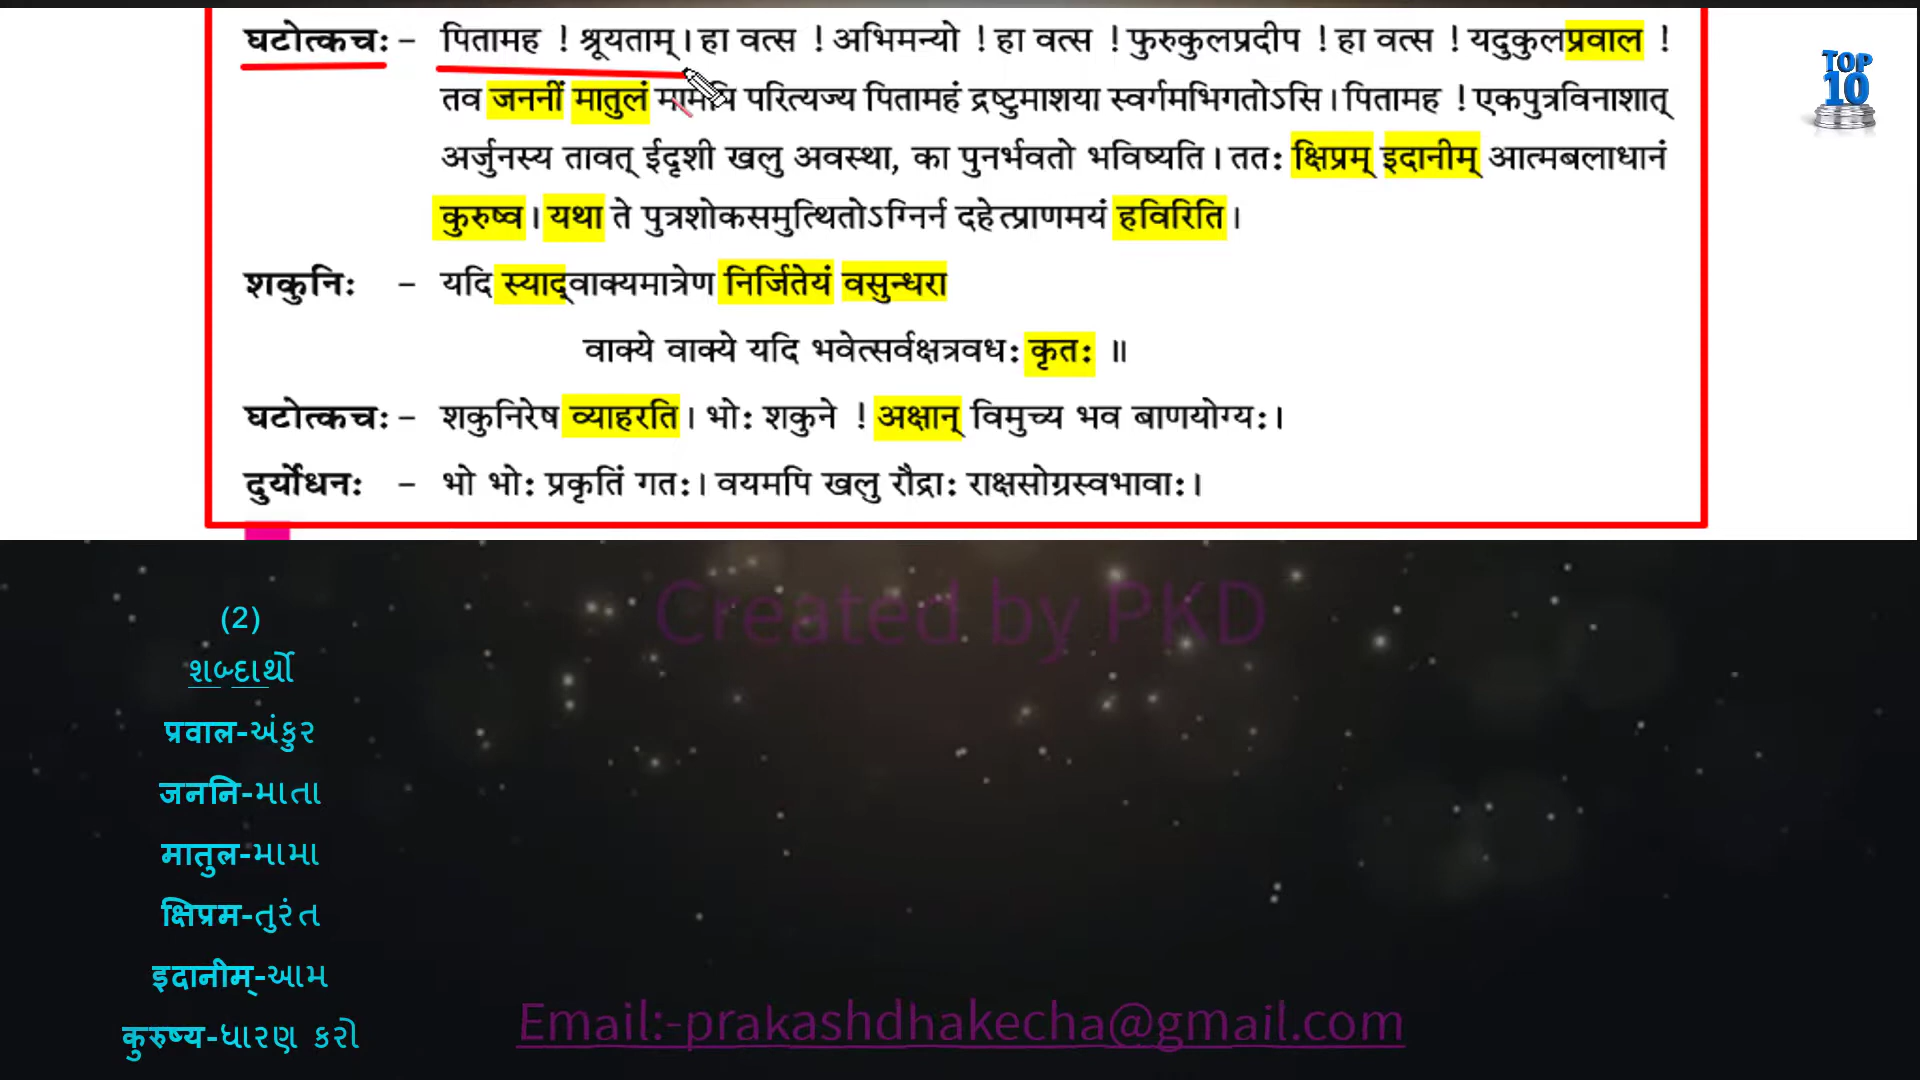 घटोत्कचः – पितामह ! श्रूयताम् । हा वत्स ! अभिमन्यो ! हा वत्स ! फुरुकुलप्रदीप ! हा वत्स ! यदुकुलप्रवाल !
तव जननीं मातुलं परित्यज्य पितामहं द्रष्टुमाशया स्वर्गमभिगतोऽसि । पितामह ! एकपुत्रविनाशात्
अर्जुनस्य तावत् ईदृशी खलु अवस्था, का पुनर्भवतो भविष्यति । ततः क्षिप्रम् इदानीम् आत्मबलाधानं
कुरुष्व । यथा ते पुत्रशोकसमुत्थितोऽग्निर्न दहेत्प्राणमयं हविरिति ।
शकुनिः – यदि स्याद्वाक्यमात्रेण निर्जितेयं वसुन्धरा
वाक्ये वाक्ये यदि भवेत्सर्वक्षत्रवधः कृतः ॥
घटोत्कचः – शकुनिरेष व्याहरति । भोः शकुने ! अक्षान् विमुच्य भव बाणयोग्यः ।
दुर्योधनः – भो भोः प्रकृतिं गतः । वयमपि खलु रौद्राः राक्षसोग्रस्वभावाः ।
TOP
10
Created by PKD
(2)
શબ્દાર્થો
प्रवाल-અંકુર
जननि-માતા
मातुल-મામા
क्षिप्रम-તુરંત
इदानीम्-આમ
कुरुष्य-ધારણ કરો
Email:-prakashdhakecha@gmail.com